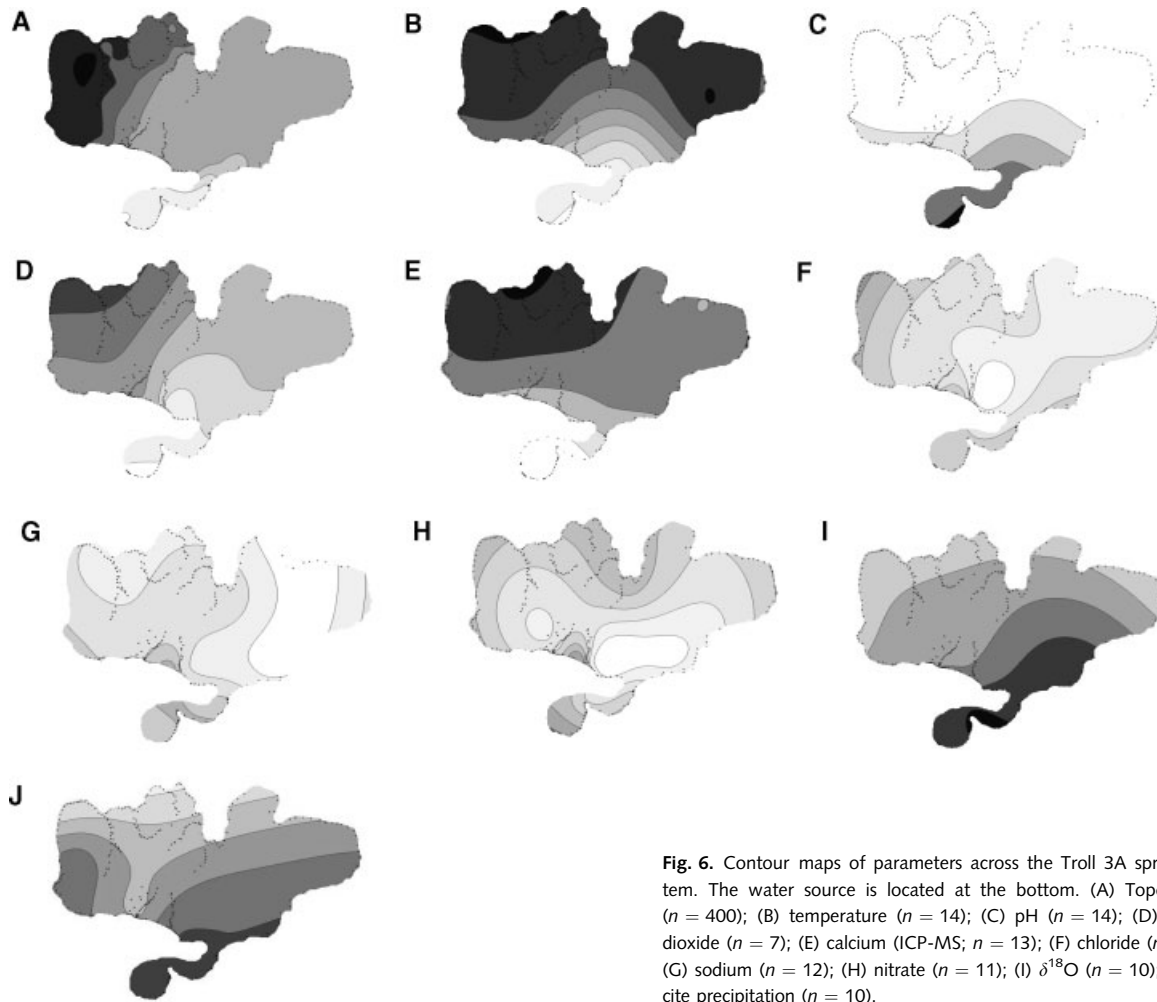 A
B
C
D
E
F
G
H
I
J
Fig. 6. Contour maps of parameters across the Troll 3A spr
tem. The water source is located at the bottom. (A) Topo
(n = 400); (B) temperature (n = 14); (C) pH (n = 14); (D)
dioxide (n = 7); (E) calcium (ICP-MS; n = 13); (F) chloride (n
(G) sodium (n = 12); (H) nitrate (n = 11); (I) δ18O (n = 10)
cite precipitation (n = 10).